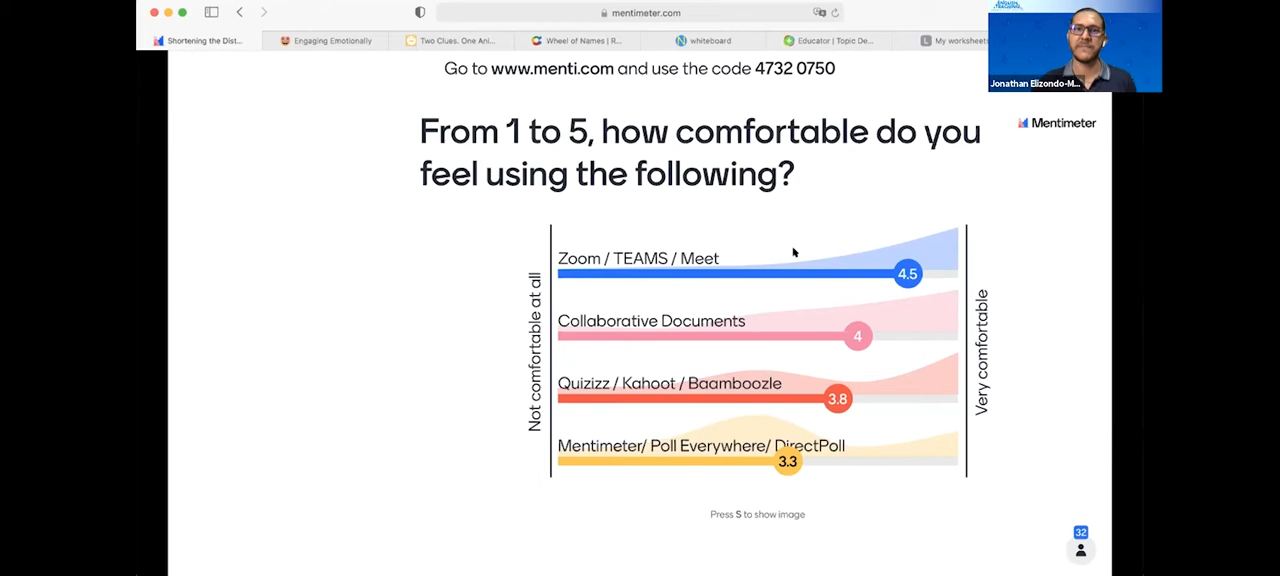 mentimeter.com
Shortening the Dist...
Engaging Emotionally
Two Clues. One Ani...
Wheel of Names | R...
whiteboard
Educator | Topic De...
My worksheets
Go to www.menti.com and use the code 4732 0750
Jonathan Elizondo-M...
Mentimeter
From 1 to 5, how comfortable do you
feel using the following?
Not comfortable at all
Zoom / TEAMS / Meet
4.5
Collaborative Documents
4
Quizizz / Kahoot / Baamboozle
3.8
Mentimeter/ Poll Everywhere/ DirectPoll
3.3
Very comfortable
Press S to show image
32